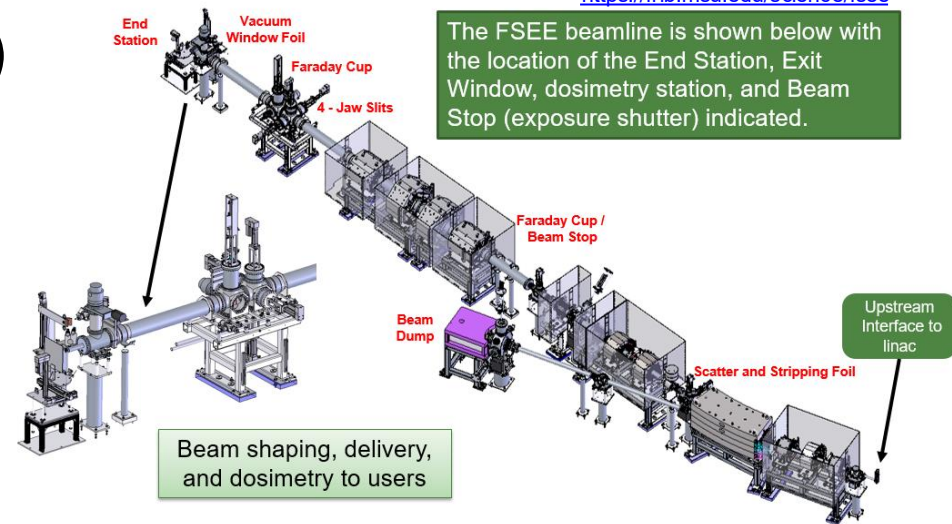 The FSEE beamline is shown below with
the location of the End Station, Exit
Window, dosimetry station, and Beam
Stop (exposure shutter) indicated.
End
Station
Vacuum
Window Foil
Faraday Cup
4 - Jaw Slits
Faraday Cup /
Beam Stop
Beam
Dump
Scatter and Stripping Foil
Upstream
Interface to
linac
Beam shaping, delivery,
and dosimetry to users